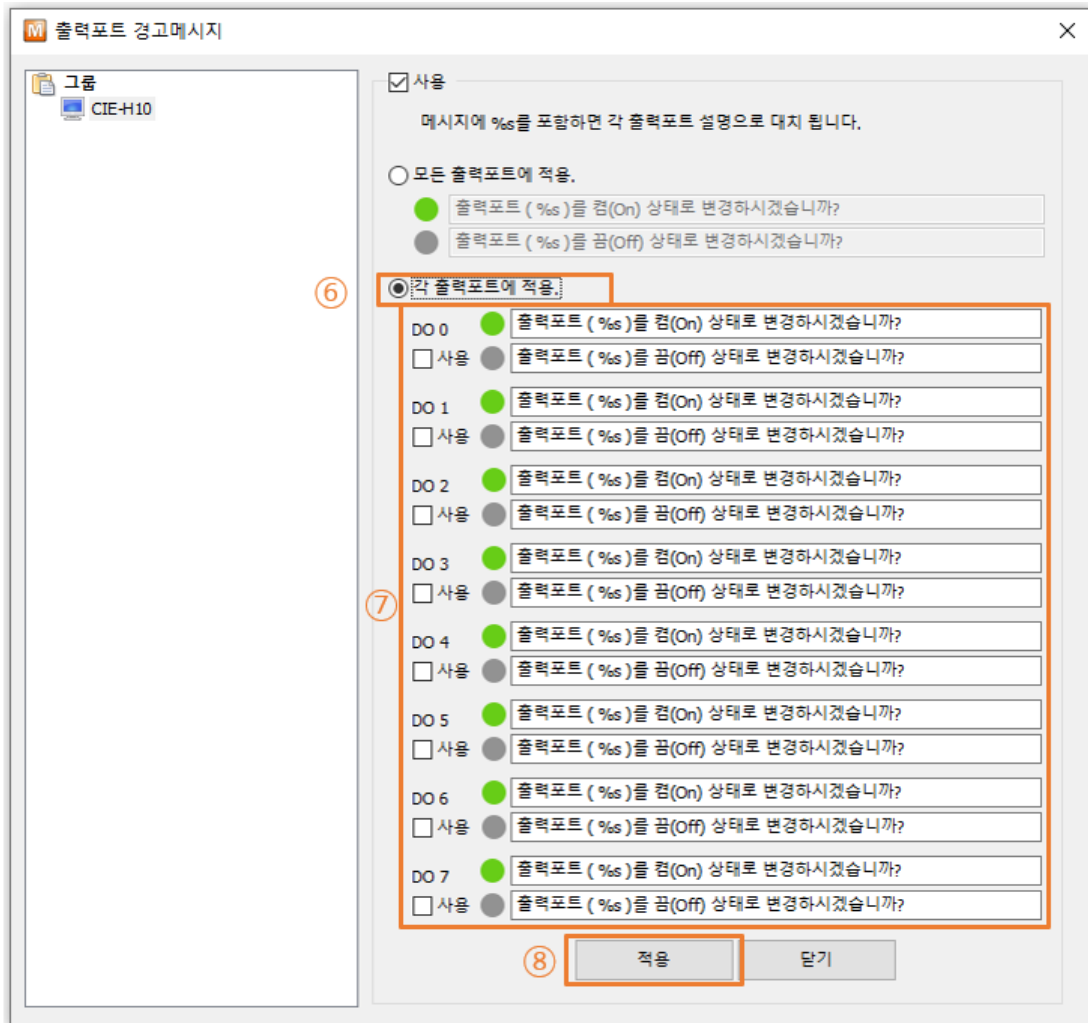 출력포트 경고메시지
그룹
CIE-H10
사용
메시지에 %s를 포함하면 각 출력포트 설명으로 대치 됩니다.
모든 출력포트에 적용.
출력포트 ( %s )를 켬(On) 상태로 변경하시겠습니까?
출력포트 ( %s )를 끔(Off) 상태로 변경하시겠습니까?
⑥ 각 출력포트에 적용.
DO 0 출력포트 ( %s )를 켬(On) 상태로 변경하시겠습니까?
사용 출력포트 ( %s )를 끔(Off) 상태로 변경하시겠습니까?
DO 1 출력포트 ( %s )를 켬(On) 상태로 변경하시겠습니까?
사용 출력포트 ( %s )를 끔(Off) 상태로 변경하시겠습니까?
DO 2 출력포트 ( %s )를 켬(On) 상태로 변경하시겠습니까?
사용 출력포트 ( %s )를 끔(Off) 상태로 변경하시겠습니까?
DO 3 출력포트 ( %s )를 켬(On) 상태로 변경하시겠습니까?
⑦ 사용 출력포트 ( %s )를 끔(Off) 상태로 변경하시겠습니까?
DO 4 출력포트 ( %s )를 켬(On) 상태로 변경하시겠습니까?
사용 출력포트 ( %s )를 끔(Off) 상태로 변경하시겠습니까?
DO 5 출력포트 ( %s )를 켬(On) 상태로 변경하시겠습니까?
사용 출력포트 ( %s )를 끔(Off) 상태로 변경하시겠습니까?
DO 6 출력포트 ( %s )를 켬(On) 상태로 변경하시겠습니까?
사용 출력포트 ( %s )를 끔(Off) 상태로 변경하시겠습니까?
DO 7 출력포트 ( %s )를 켬(On) 상태로 변경하시겠습니까?
사용 출력포트 ( %s )를 끔(Off) 상태로 변경하시겠습니까?
⑧ 적용 닫기